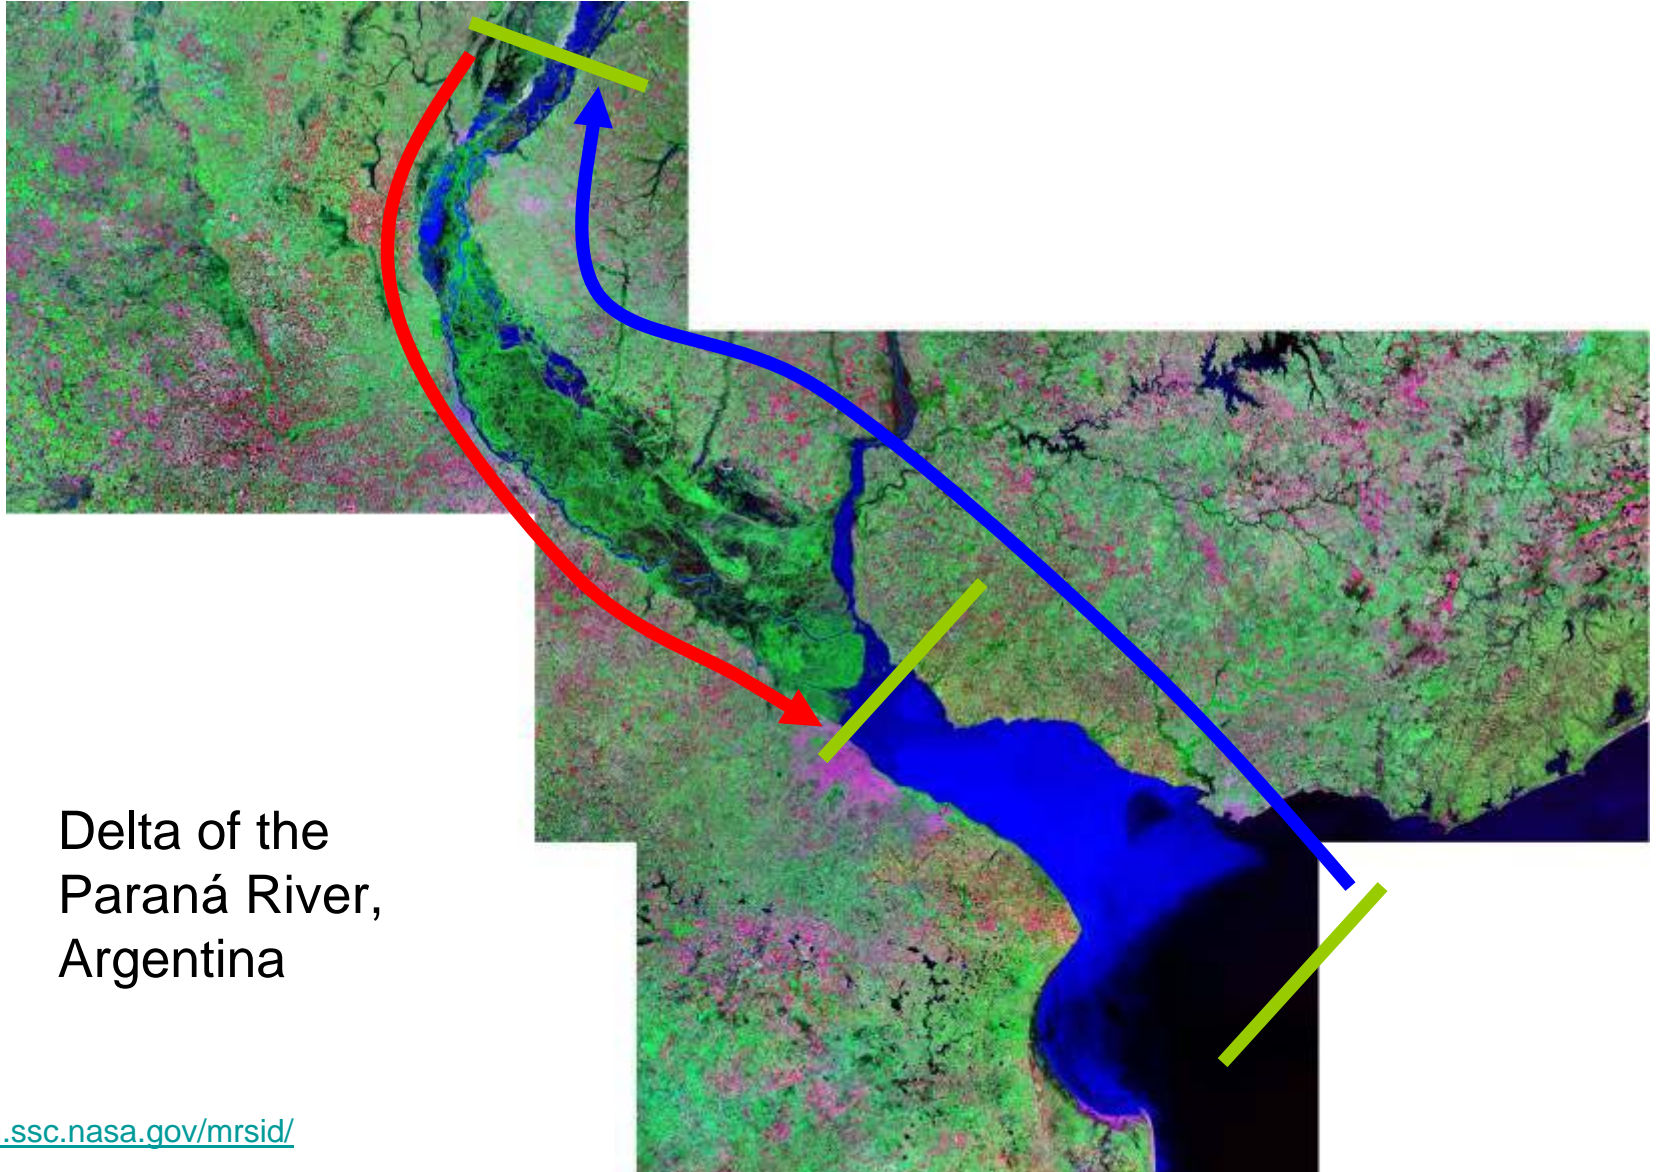 Delta of the
Paraná River,
Argentina
.ssc.nasa.gov/mrsid/